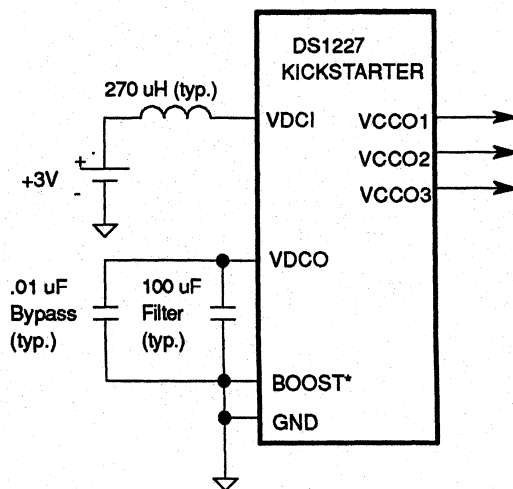 DS1227
KICKSTARTER
270 uH (typ.)
VDCI
VCCO1
VCCO2
VCCO3
+
+3V
-
VDCO
.01 uF
Bypass
(typ.)
100 uF
Filter
(typ.)
BOOST*
GND